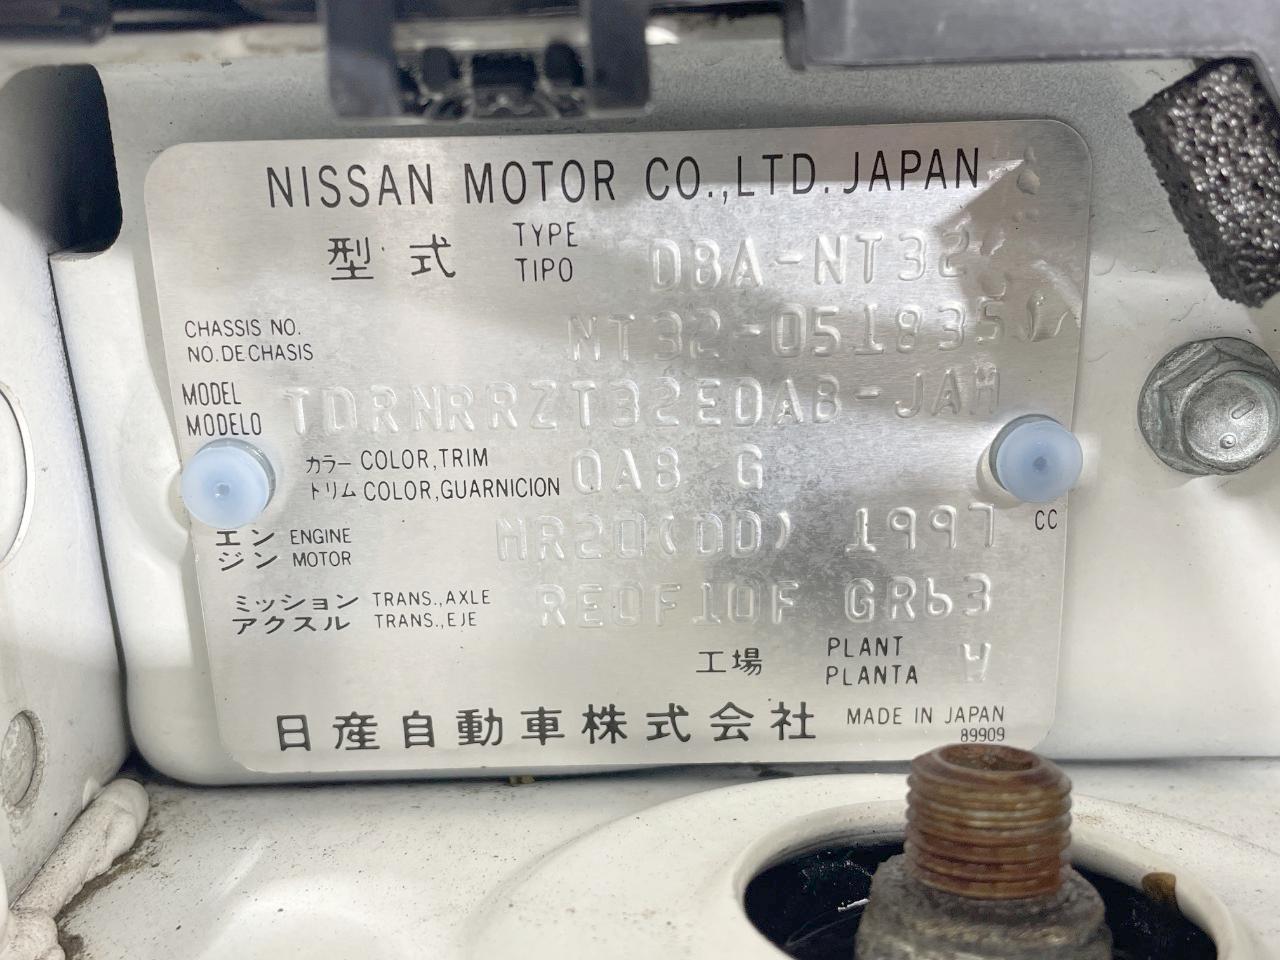 NISSAN MOTOR CO.,LTD. JAPAN
型式 TYPE DBA-NT32
TIPO
CHASSIS NO. NT32-051835
NO.DE.CHASIS
MODEL TDRNRRZT32EDAB-JAM
MODELO
カラー COLOR,TRIM QAB G
トリム COLOR,GUARNICION
エンジン ENGINE MR20(DD) 1997 CC
MOTOR
ミッション TRANS.,AXLE RE0F10F GR63
アクスル TRANS.,EJE
工場 PLANT W
PLANTA
日産自動車株式会社 MADE IN JAPAN
89909